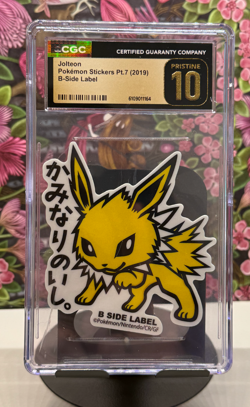 CGC
CERTIFIED GUARANTY COMPANY
Jolteon
Pokémon Stickers Pt.7 (2019)
B-Side Label
PRISTINE
10
6109011164
かみなりのいし。
B SIDE LABEL
©Pokémon/Nintendo/CR/GF